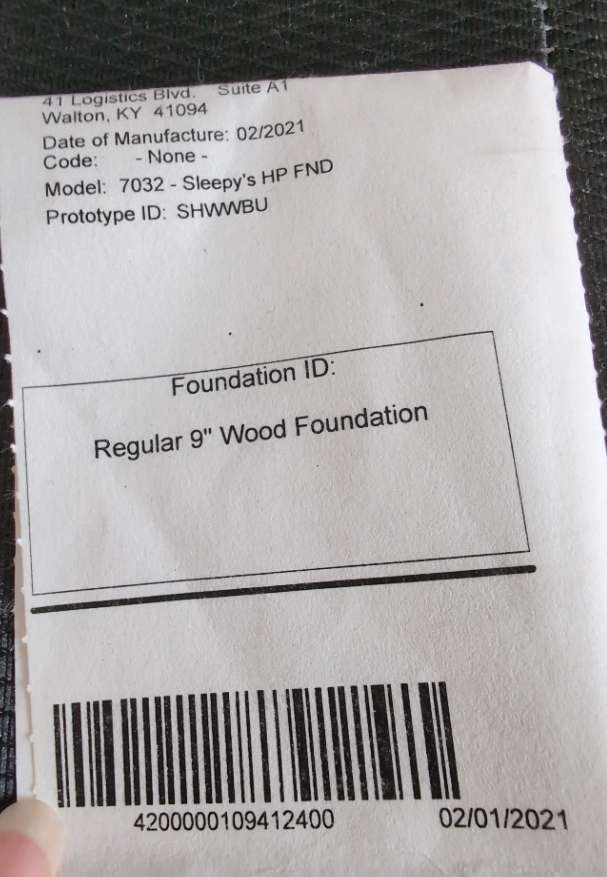 41 Logistics Blvd. Suite A1
Walton, KY 41094
Date of Manufacture: 02/2021
Code: - None -
Model: 7032 - Sleepy's HP FND
Prototype ID: SHWWBU
Foundation ID:
Regular 9" Wood Foundation
4200000109412400 02/01/2021